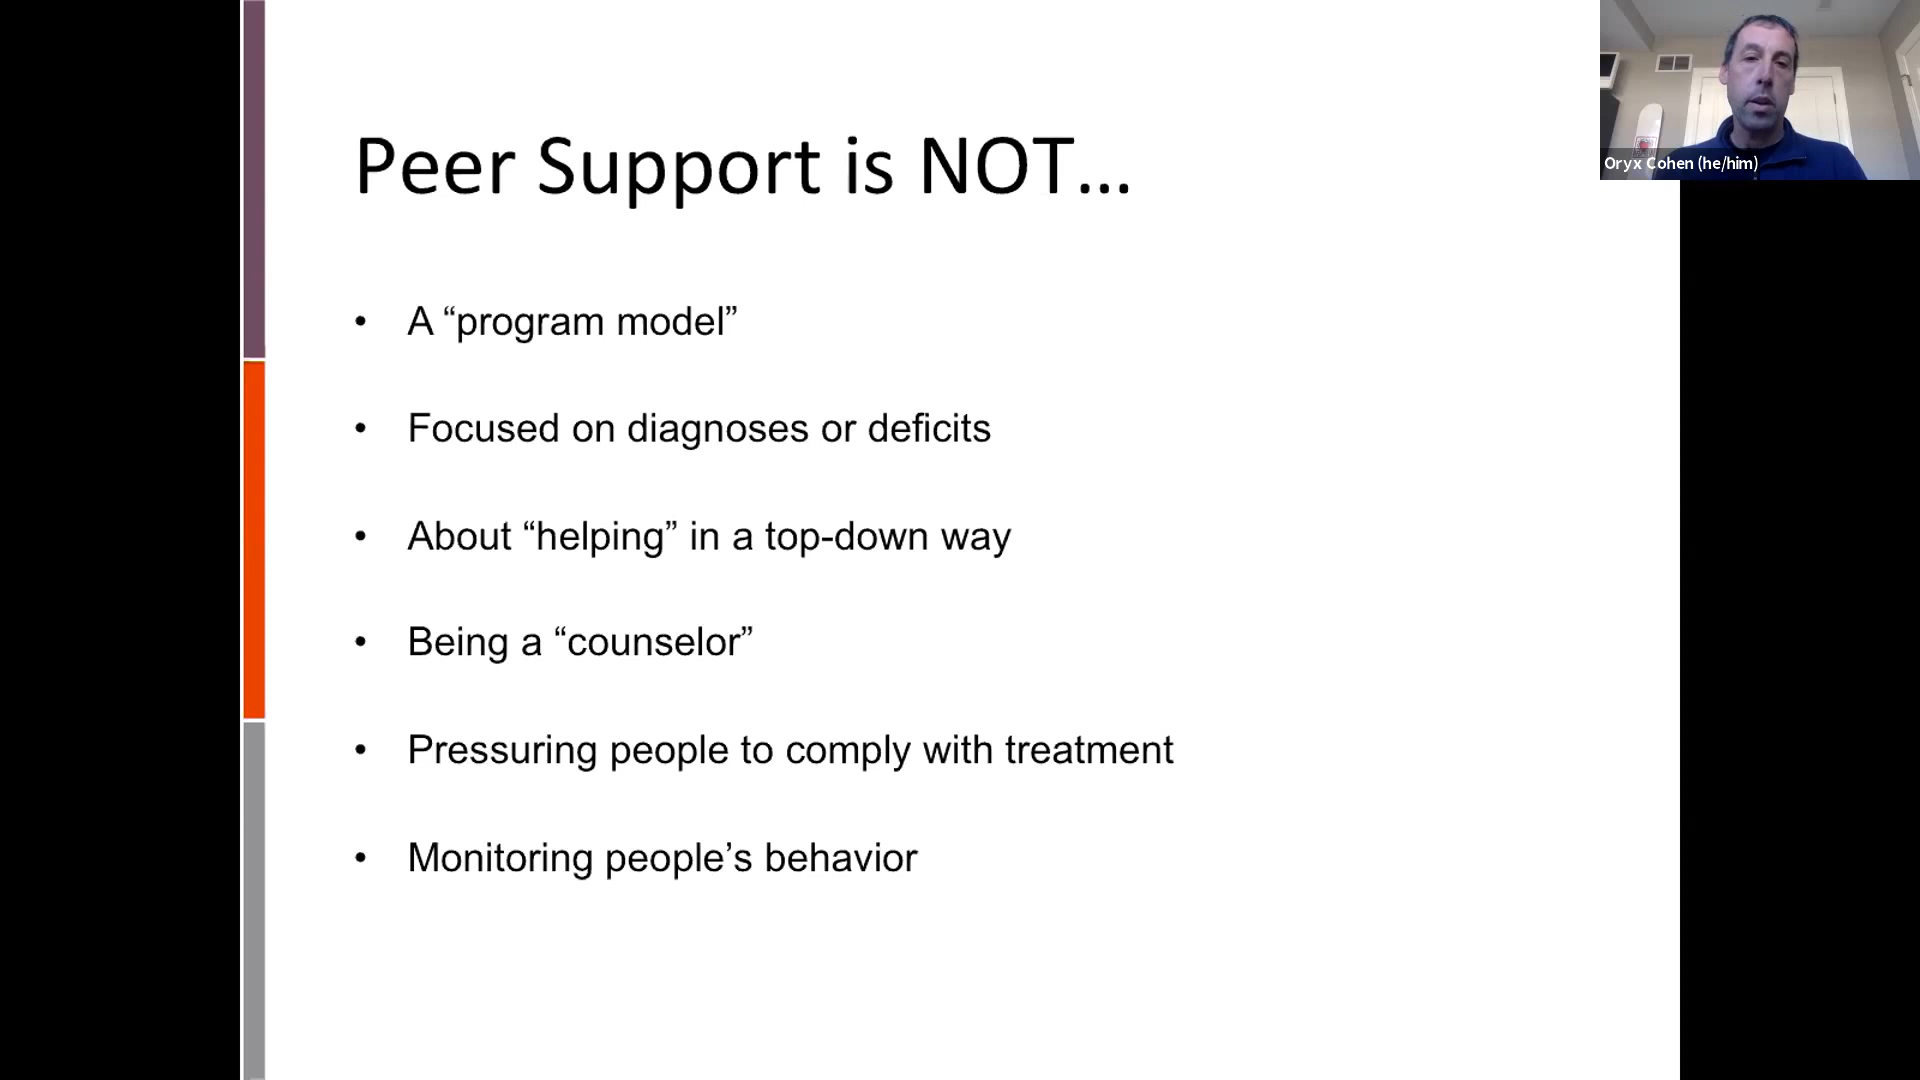 Peer Support is NOT...
• A “program model”
• Focused on diagnoses or deficits
• About “helping” in a top-down way
• Being a “counselor”
• Pressuring people to comply with treatment
• Monitoring people’s behavior
Oryx Cohen (he/him)